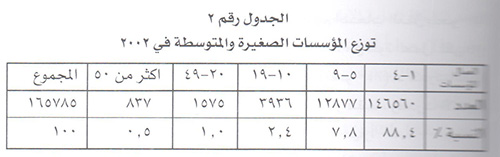 الجدول رقم ٢
توزع المؤسسات الصغيرة والمتوسطة في ٢٠٠٢
عمال ١-٤ ٥-٩ ١٠-١٩ ٢٠-٤٩ اكثر من ٥٠ المجموع
مؤسسات
العدد ١٤٦٥٦٠ ١٢٨٧٧ ٣٩٣٦ ١٥٧٥ ٨٣٧ ١٦٥٧٨٥
النسبة % ٨٨,٤ ٧,٨ ٢,٤ ١,٠ ٠,٥ ١٠٠